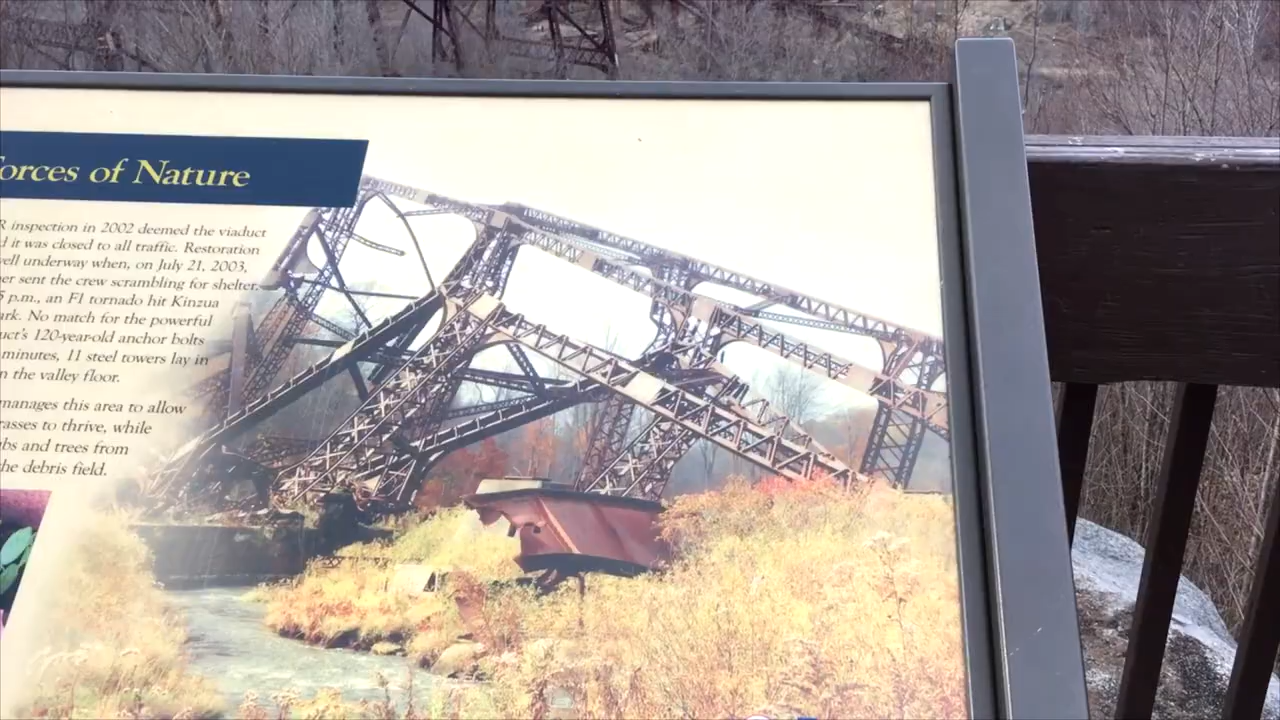 orces of Nature
R inspection in 2002 deemed the viaduct
d it was closed to all traffic. Restoration
vell underway when, on July 21, 2003,
er sent the crew scrambling for shelter.
5 p.m., an F1 tornado hit Kinzua
ark. No match for the powerful
uct's 120-year-old anchor bolts
minutes, 11 steel towers lay in
n the valley floor.
manages this area to allow
rasses to thrive, while
bs and trees from
he debris field.